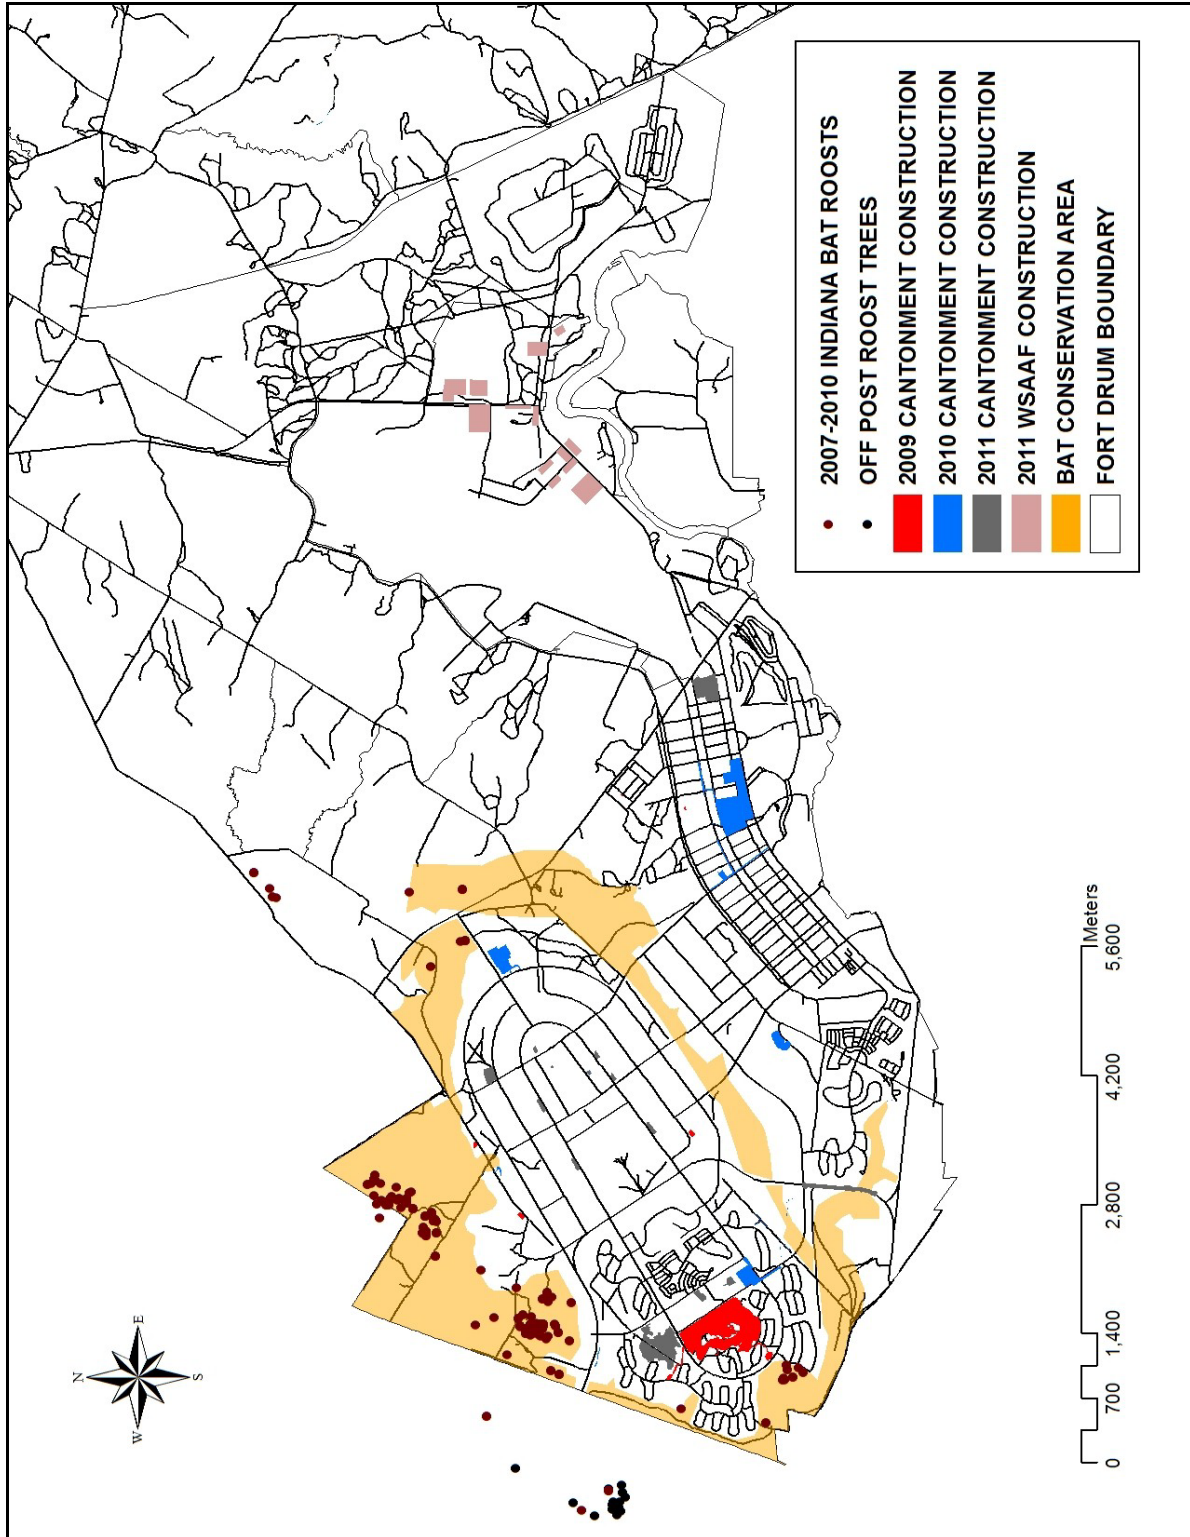 N
W
E
S
2007-2010 INDIANA BAT ROOSTS
OFF POST ROOST TREES
2009 CANTONMENT CONSTRUCTION
2010 CANTONMENT CONSTRUCTION
2011 CANTONMENT CONSTRUCTION
2011 WSAAF CONSTRUCTION
BAT CONSERVATION AREA
FORT DRUM BOUNDARY
0 700 1,400 2,800 4,200 5,600
Meters